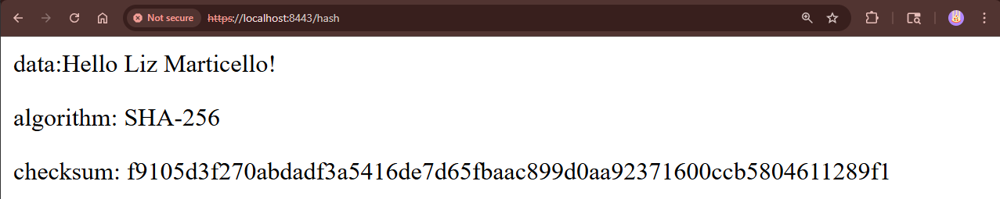 Not secure https://localhost:8443/hash
data:Hello Liz Marticello!
algorithm: SHA-256
checksum: f9105d3f270abdadf3a5416de7d65fbaac899d0aa92371600ccb5804611289f1